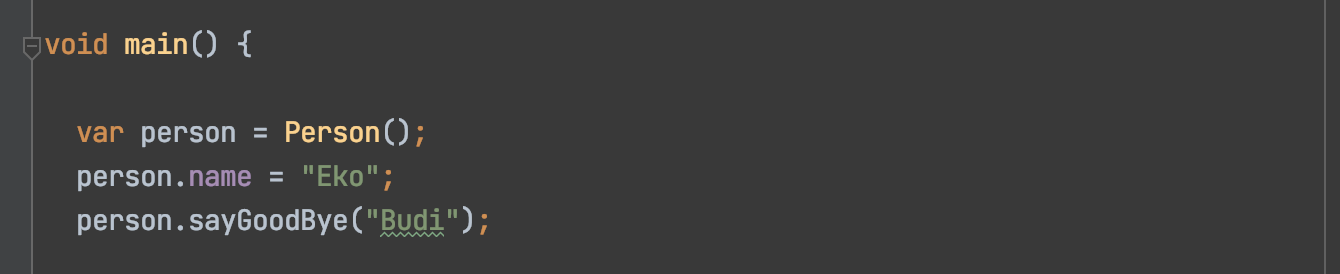 void main() {
var person = Person();
person.name = "Eko";
person.sayGoodBye("Budi");